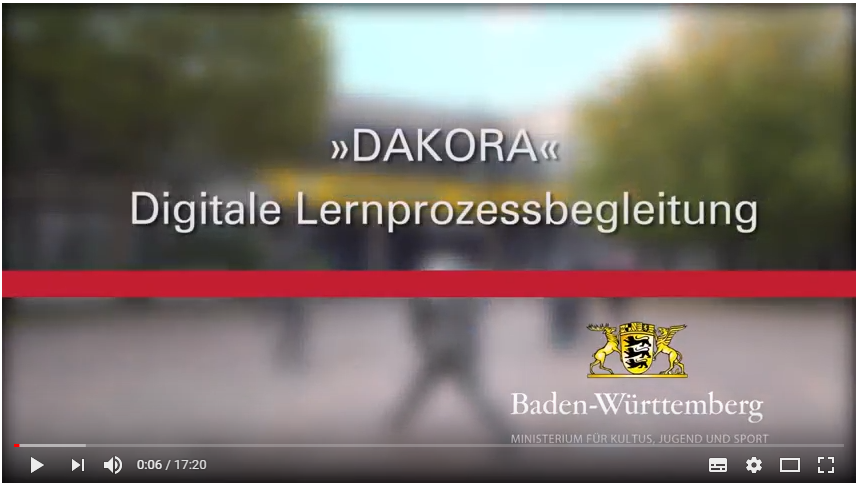 »DAKORA«
Digitale Lernprozessbegleitung
Baden-Württemberg
MINISTERIUM FÜR KULTUS, JUGEND UND SPORT
0:06 / 17:20